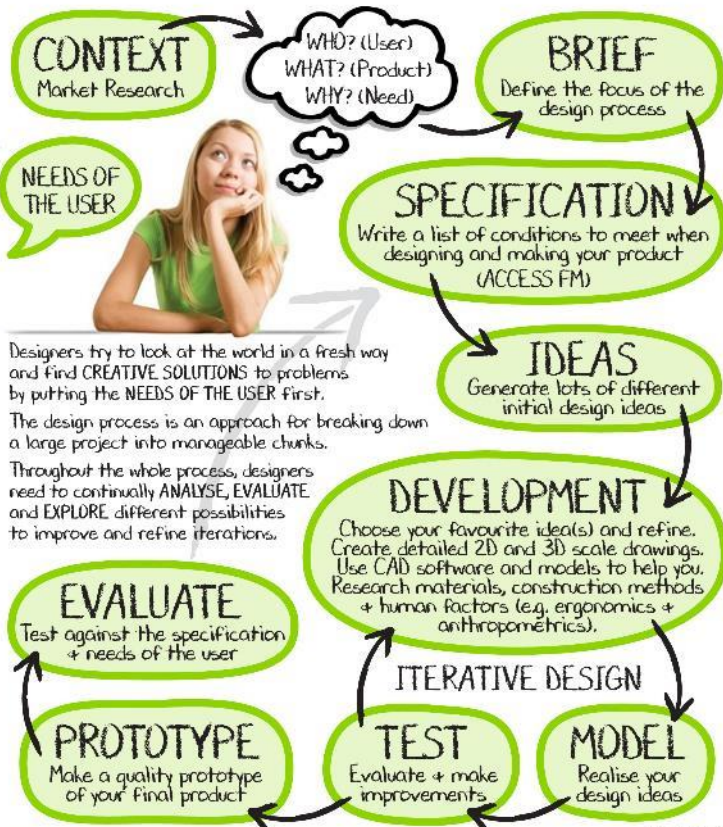 CONTEXT
Market Research
WHO? (User)
WHAT? (Product)
WHY? (Need)
BRIEF
Define the focus of the
design process
NEEDS OF
THE USER
SPECIFICATION
Write a list of conditions to meet when
designing and making your product
(ACCESS FM)
IDEAS
Generate lots of different
initial design ideas
Designers try to look at the world in a fresh way
and find CREATIVE SOLUTIONS to problems
by putting the NEEDS OF THE USER first.
The design process is an approach for breaking down
a large project into manageable chunks.
Throughout the whole process, designers
need to continually ANALYSE, EVALUATE
and EXPLORE different possibilities
to improve and refine iterations.
DEVELOPMENT
Choose your favourite idea(s) and refine.
Create detailed 2D and 3D scale drawings.
Use CAD software and models to help you.
Research materials, construction methods
+ human factors (e.g. ergonomics +
anthropometrics).
ITERATIVE DESIGN
MODEL
Realise your
design ideas
TEST
Evaluate + make
improvements
PROTOTYPE
Make a quality prototype
of your final product
EVALUATE
Test against the specification
+ needs of the user